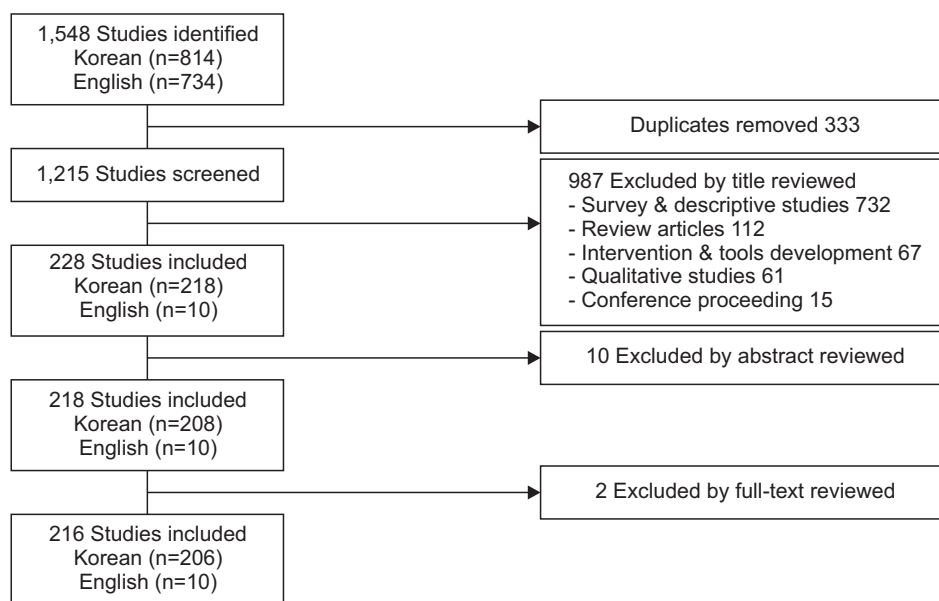 1,548 Studies identified
Korean (n=814)
English (n=734)
Duplicates removed 333
1,215 Studies screened
987 Excluded by title reviewed
- Survey & descriptive studies 732
- Review articles 112
- Intervention & tools development 67
- Qualitative studies 61
- Conference proceeding 15
228 Studies included
Korean (n=218)
English (n=10)
10 Excluded by abstract reviewed
218 Studies included
Korean (n=208)
English (n=10)
2 Excluded by full-text reviewed
216 Studies included
Korean (n=206)
English (n=10)